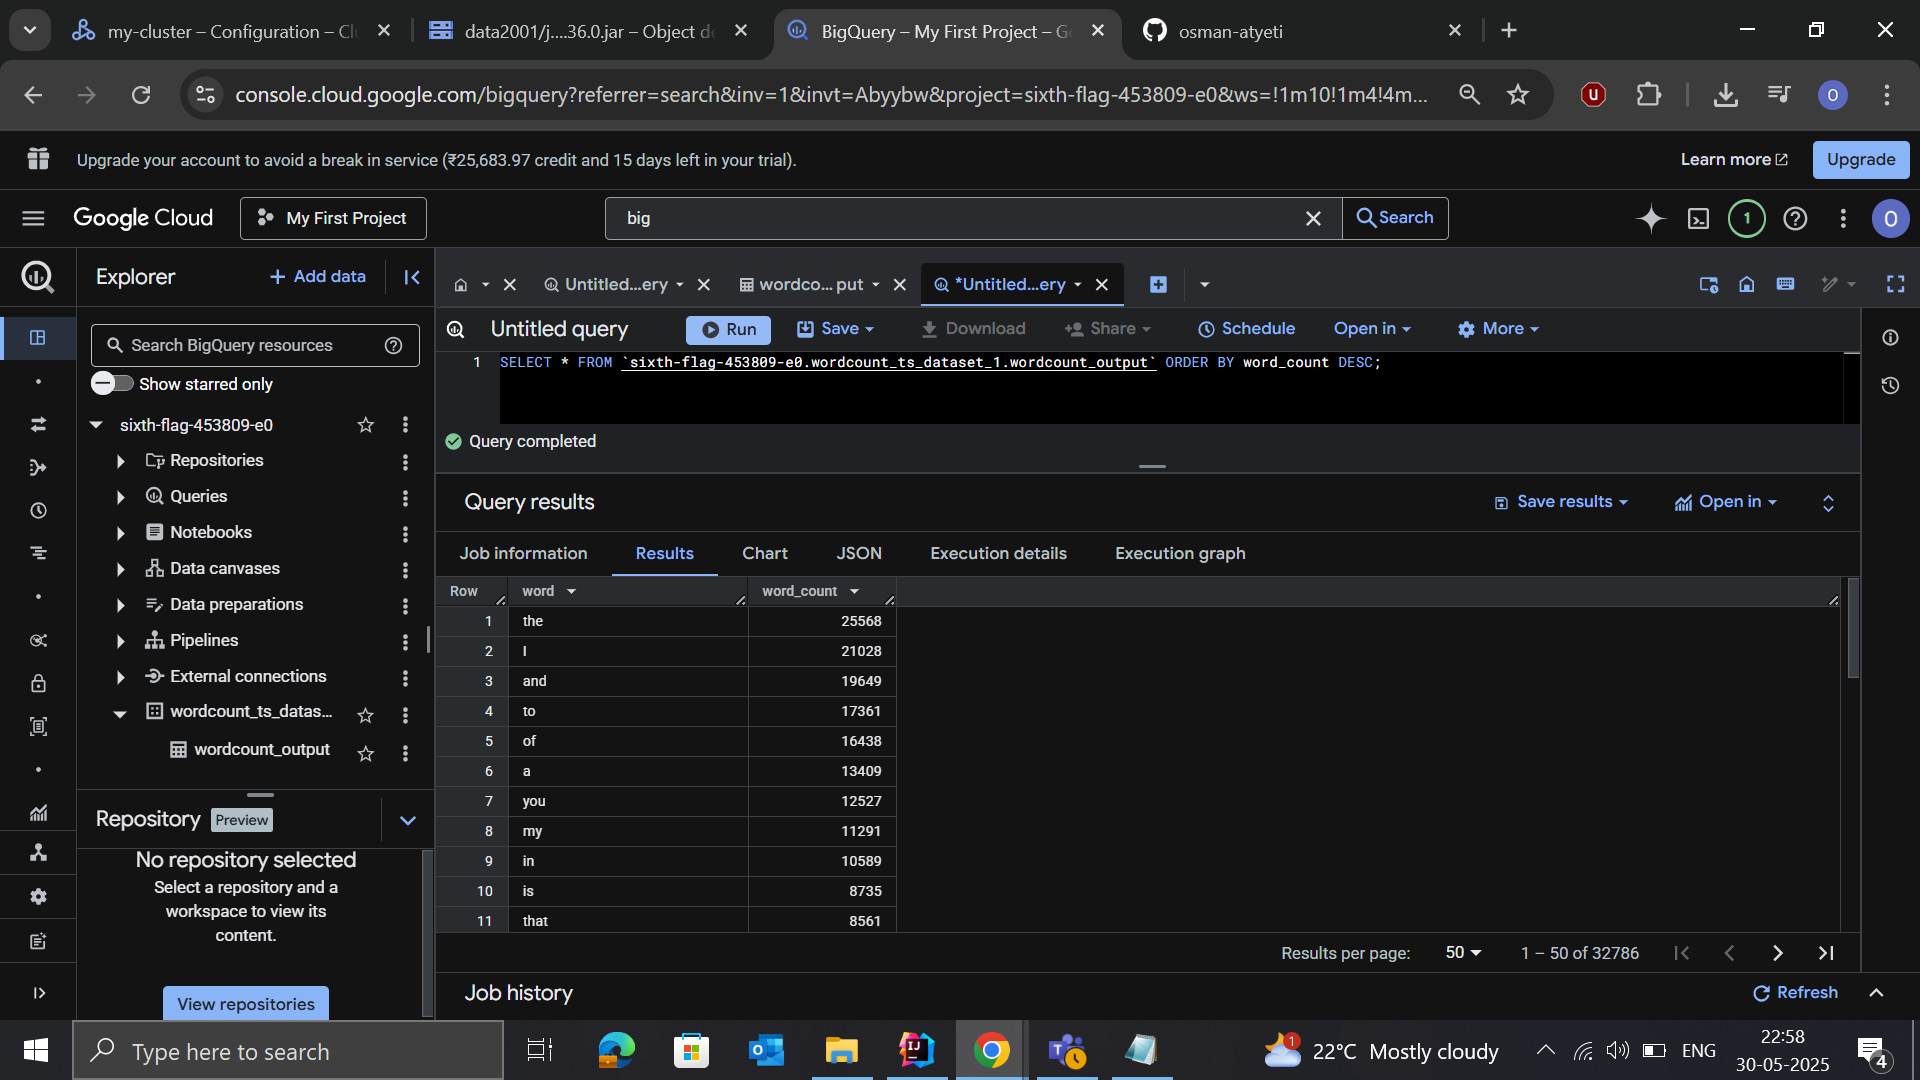 my-cluster – Configuration – Cl
data2001/j....36.0.jar – Object de
BigQuery – My First Project – Go
osman-atyeti
console.cloud.google.com/bigquery?referrer=search&inv=1&invt=Abyybw&project=sixth-flag-453809-e0&ws=!1m10!1m4!4m...
O
Upgrade your account to avoid a break in service (₹25,683.97 credit and 15 days left in your trial).
Learn more
Upgrade
Google Cloud
My First Project
big
Search
1
O
Explorer
+ Add data
Untitled...ery
wordco... put
*Untitled...ery
Search BigQuery resources
Show starred only
sixth-flag-453809-e0
Repositories
Queries
Notebooks
Data canvases
Data preparations
Pipelines
External connections
wordcount_ts_datas...
wordcount_output
Repository Preview
No repository selected
Select a repository and a
workspace to view its
content.
View repositories
Untitled query
Run
Save
Download
Share
Schedule
Open in
More
1 SELECT * FROM `sixth-flag-453809-e0.wordcount_ts_dataset_1.wordcount_output` ORDER BY word_count DESC;
Query completed
Query results
Save results
Open in
Job information
Results
Chart
JSON
Execution details
Execution graph
Row word word_count
1 the 25568
2 I 21028
3 and 19649
4 to 17361
5 of 16438
6 a 13409
7 you 12527
8 my 11291
9 in 10589
10 is 8735
11 that 8561
Results per page: 50 1 – 50 of 32786
Job history
Refresh
Type here to search
1
22°C Mostly cloudy
ENG
22:58
30-05-2025
4